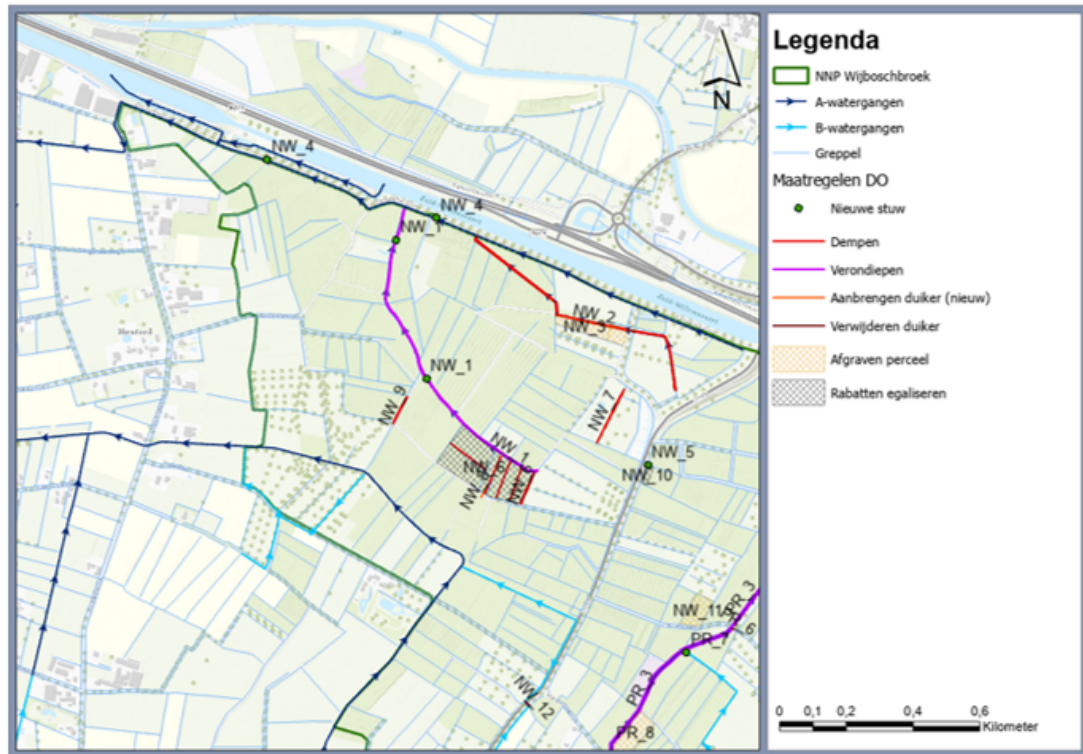 NW_4
NW_4
NW_1
NW_2
NW_3
NW_1
NW_9
NW_7
NW_1
NW_6
NW_5
NW_10
PR_3
PR_7
PR_3
NW_12
PR_8
N
Legenda
NNP Wijboschbroek
A-watergangen
B-watergangen
Greppel
Maatregelen DO
Nieuwe stuw
Dempen
Verondiepen
Aanbrengen duiker (nieuw)
Verwijderen duiker
Afgraven perceel
Rabatten egaliseren
0 0,1 0,2 0,4 0,6
Kilometer